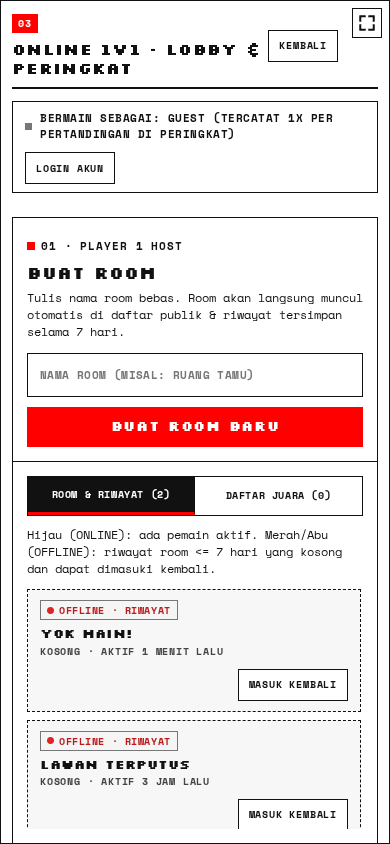 03
ONLINE 1V1 · LOBBY &
PERINGKAT
KEMBALI
BERMAIN SEBAGAI: GUEST (TERCATAT 1X PER
PERTANDINGAN DI PERINGKAT)
LOGIN AKUN
01 · PLAYER 1 HOST
BUAT ROOM
Tulis nama room bebas. Room akan langsung muncul
otomatis di daftar publik & riwayat tersimpan
selama 7 hari.
NAMA ROOM (MISAL: RUANG TAMU)
BUAT ROOM BARU
ROOM & RIWAYAT (2)
DAFTAR JUARA (0)
Hijau (ONLINE): ada pemain aktif. Merah/Abu
(OFFLINE): riwayat room <= 7 hari yang kosong
dan dapat dimasuki kembali.
OFFLINE · RIWAYAT
YOK MAIN!
KOSONG · AKTIF 1 MENIT LALU
MASUK KEMBALI
OFFLINE · RIWAYAT
LAWAN TERPUTUS
KOSONG · AKTIF 3 JAM LALU
MASUK KEMBALI